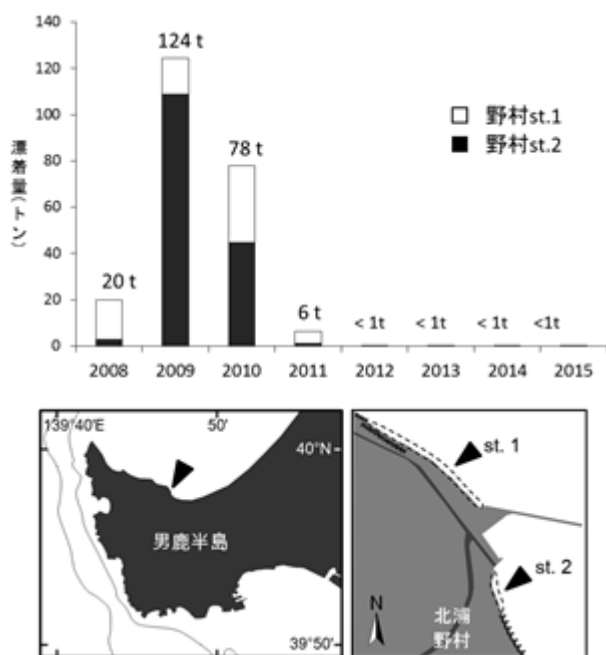 140
120
100
80
60
40
20
0
漂着量(トン)
20 t
124 t
78 t
6 t
< 1t
< 1t
< 1t
<1t
野村st.1
野村st.2
2008 2009 2010 2011 2012 2013 2014 2015
139°40'E 50'
40°N
男鹿半島
39°50'
st. 1
st. 2
N
北浦
野村